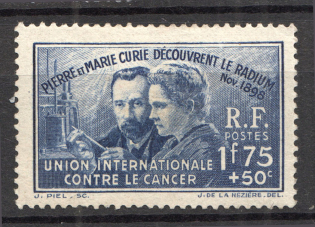 PIERRE ET MARIE CURIE DÉCOUVRENT LE RADIUM
Nov 1898
R.F.
POSTES
1f75
+50c
UNION INTERNATIONALE
CONTRE LE CANCER
J. PIEL. SC.
J-DE LA NEZIÈRE-DEL.